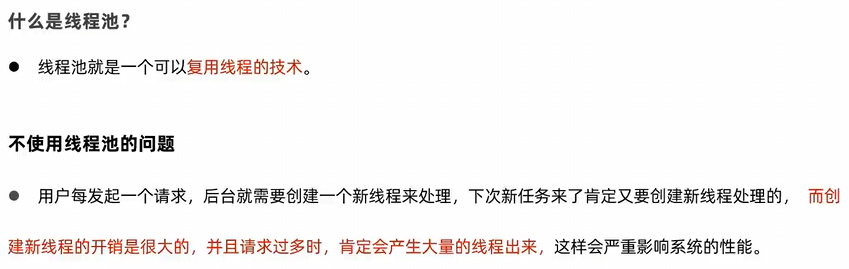 什么是线程池？
● 线程池就是一个可以复用线程的技术。
不使用线程池的问题
● 用户每发起一个请求，后台就需要创建一个新线程来处理，下次新任务来了肯定又要创建新线程处理的， 而创
建新线程的开销是很大的，并且请求过多时，肯定会产生大量的线程出来，这样会严重影响系统的性能。